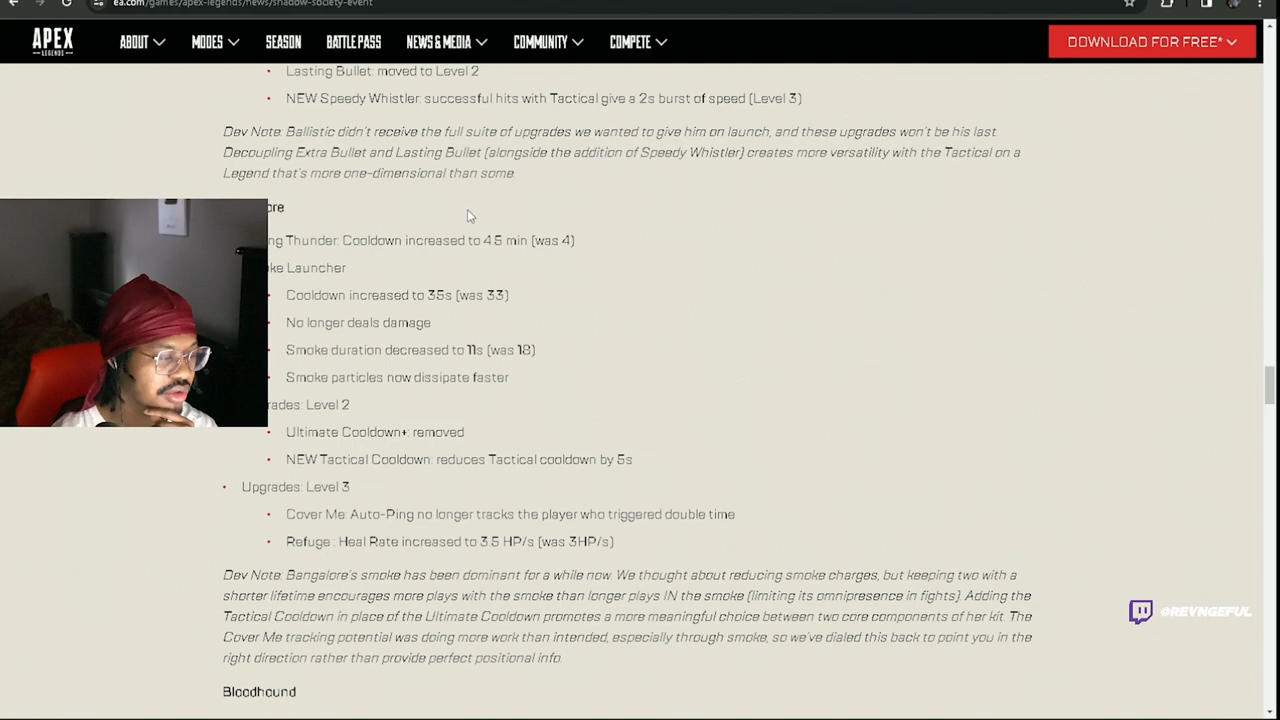 ea.com/games/apex-legends/news/shadow-society-event
APEX
LEGENDS
ABOUT
MODES
SEASON
BATTLE PASS
NEWS & MEDIA
COMMUNITY
COMPETE
DOWNLOAD FOR FREE*
Lasting Bullet: moved to Level 2
NEW Speedy Whistler: successful hits with Tactical give a 2s burst of speed (Level 3)
Dev Note: Ballistic didn't receive the full suite of upgrades we wanted to give him on launch, and these upgrades won't be his last.
Decoupling Extra Bullet and Lasting Bullet (alongside the addition of Speedy Whistler) creates more versatility with the Tactical on a
Legend that's more one-dimensional than some.
ore
ng Thunder: Cooldown increased to 4.5 min (was 4)
ke Launcher
Cooldown increased to 35s (was 33)
No longer deals damage
Smoke duration decreased to 11s (was 18)
Smoke particles now dissipate faster
rades: Level 2
Ultimate Cooldown+: removed
NEW Tactical Cooldown: reduces Tactical cooldown by 5s
Upgrades: Level 3
Cover Me: Auto-Ping no longer tracks the player who triggered double time
Refuge : Heal Rate increased to 3.5 HP/s (was 3HP/s)
Dev Note: Bangalore's smoke has been dominant for a while now. We thought about reducing smoke charges, but keeping two with a
shorter lifetime encourages more plays with the smoke than longer plays IN the smoke (limiting its omnipresence in fights). Adding the
Tactical Cooldown in place of the Ultimate Cooldown promotes a more meaningful choice between two core components of her kit. The
Cover Me tracking potential was doing more work than intended, especially through smoke, so we've dialed this back to point you in the
right direction rather than provide perfect positional info.
@REVNGEFUL
Bloodhound